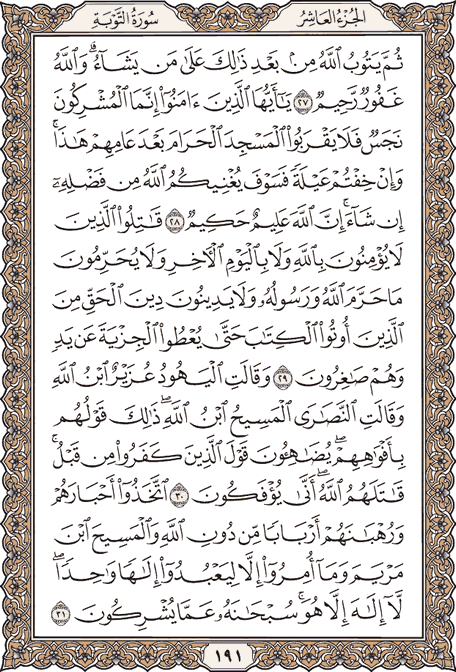 الجُزْءُ العَاشِرُ سُورَةُ التَّوْبَةِ
ثُمَّ يَتُوبُ ٱللَّهُ مِنۢ بَعْدِ ذَٰلِكَ عَلَىٰ مَن يَشَآءُۗ وَٱللَّهُ
غَفُورٞ رَّحِيمٞ ۝٢٧ يَٰٓأَيُّهَا ٱلَّذِينَ ءَامَنُوٓاْ إِنَّمَا ٱلۡمُشۡرِكُونَ
نَجَسٞ فَلَا يَقۡرَبُواْ ٱلۡمَسۡجِدَ ٱلۡحَرَامَ بَعۡدَ عَامِهِمۡ هَٰذَاۚ
وَإِنۡ خِفۡتُمۡ عَيۡلَةٗ فَسَوۡفَ يُغۡنِيكُمُ ٱللَّهُ مِن فَضۡلِهِۦٓ
إِن شَآءَۚ إِنَّ ٱللَّهَ عَلِيمٌ حَكِيمٞ ۝٢٨ قَٰتِلُواْ ٱلَّذِينَ
لَا يُؤۡمِنُونَ بِٱللَّهِ وَلَا بِٱلۡيَوۡمِ ٱلۡأٓخِرِ وَلَا يُحَرِّمُونَ
مَا حَرَّمَ ٱللَّهُ وَرَسُولُهُۥ وَلَا يَدِينُونَ دِينَ ٱلۡحَقِّ مِنَ
ٱلَّذِينَ أُوتُواْ ٱلۡكِتَٰبَ حَتَّىٰ يُعۡطُواْ ٱلۡجِزۡيَةَ عَن يَدٖ
وَهُمۡ صَٰغِرُونَ ۝٢٩ وَقَالَتِ ٱلۡيَهُودُ عُزَيۡرٌ ٱبۡنُ ٱللَّهِ
وَقَالَتِ ٱلنَّصَٰرَى ٱلۡمَسِيحُ ٱبۡنُ ٱللَّهِۖ ذَٰلِكَ قَوۡلُهُم
بِأَفۡوَٰهِهِمۡۖ يُضَٰهِـُٔونَ قَوۡلَ ٱلَّذِينَ كَفَرُواْ مِن قَبۡلُۚ
قَٰتَلَهُمُ ٱللَّهُۖ أَنَّىٰ يُؤۡفَكُونَ ۝٣٠ ٱتَّخَذُوٓاْ أَحۡبَارَهُمۡ
وَرُهۡبَٰنَهُمۡ أَرۡبَابٗا مِّن دُونِ ٱللَّهِ وَٱلۡمَسِيحَ ٱبۡنَ
مَرۡيَمَ وَمَآ أُمِرُوٓاْ إِلَّا لِيَعۡبُدُوٓاْ إِلَٰهٗا وَٰحِدٗاۖ
لَّآ إِلَٰهَ إِلَّا هُوَۚ سُبۡحَٰنَهُۥ عَمَّا يُشۡرِكُونَ ۝٣١
١٩١